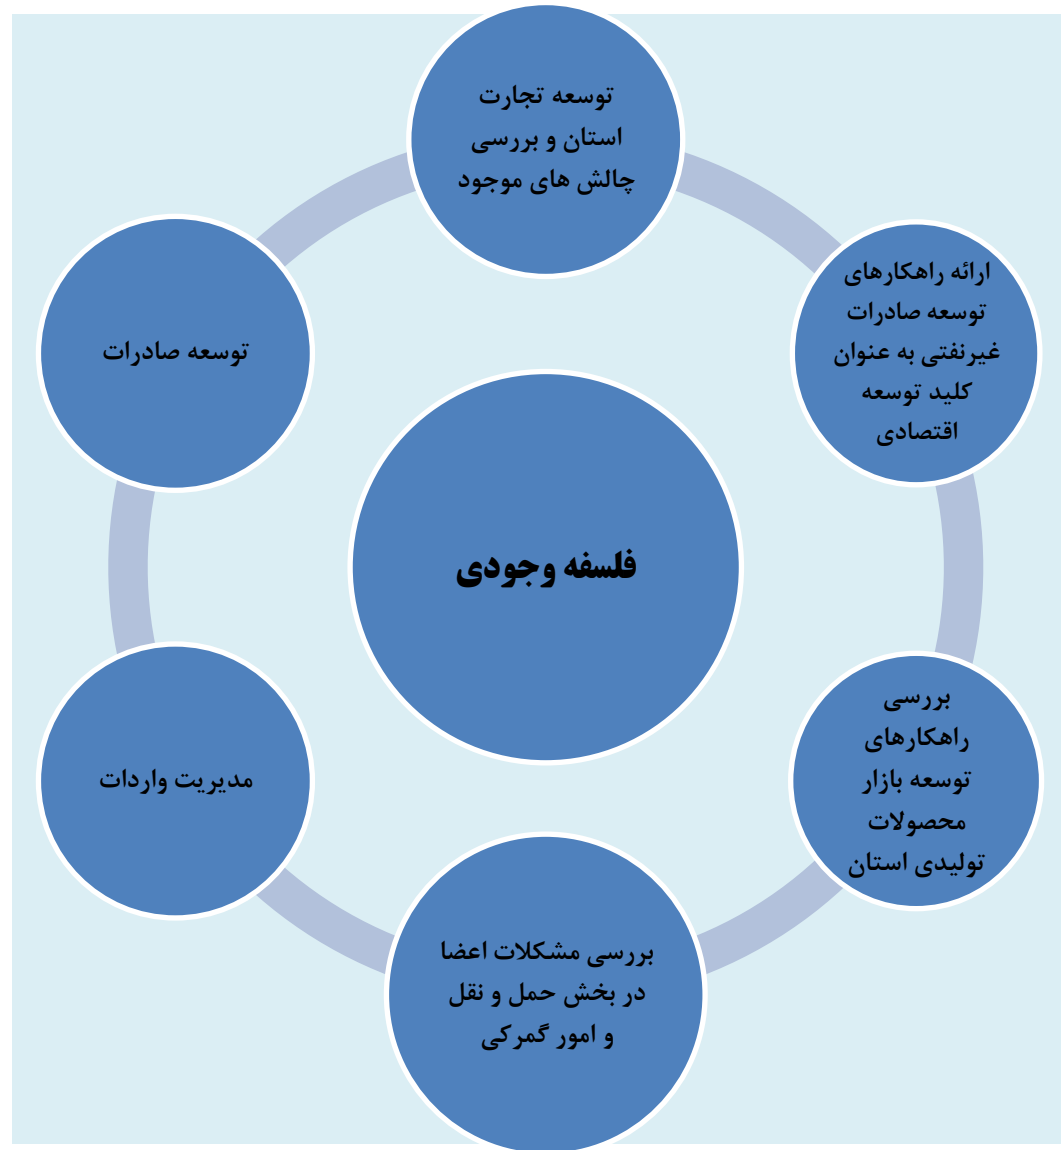 توسعه تجارت
استان و بررسی
چالش های موجود
ارائه راهکارهای
توسعه صادرات
غیرنفتی به عنوان
کلید توسعه
اقتصادی
بررسی
راهکارهای
توسعه بازار
محصولات
تولیدی استان
بررسی مشکلات اعضا
در بخش حمل و نقل
و امور گمرکی
مدیریت واردات
توسعه صادرات
فلسفه وجودی